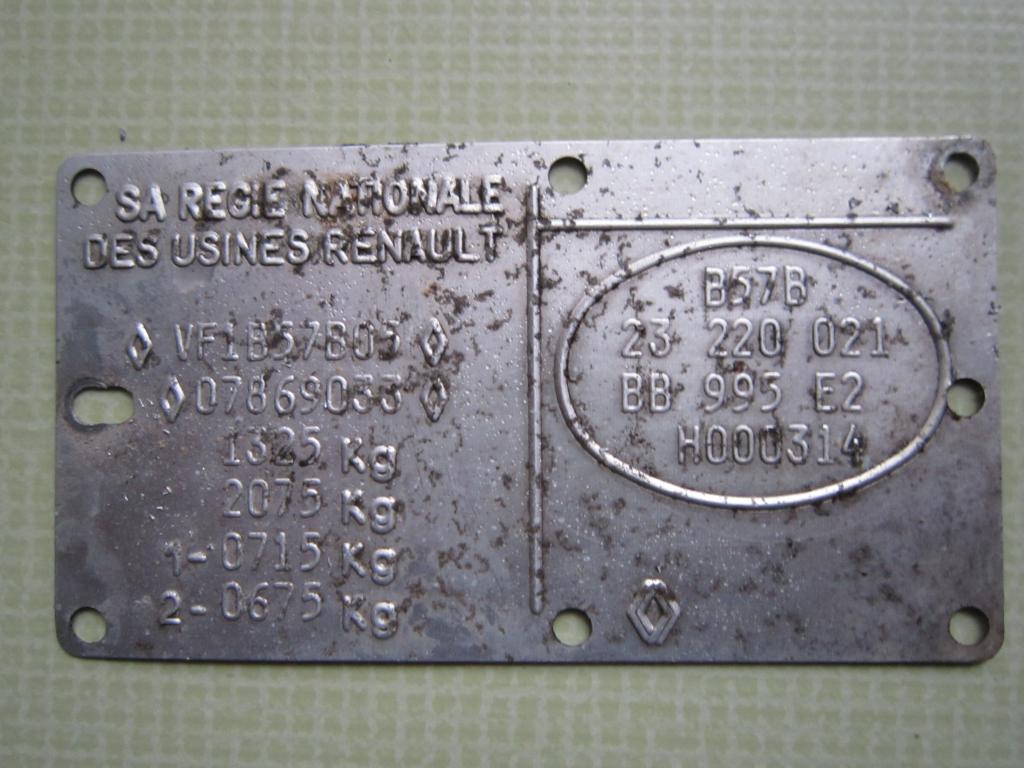 SA REGIE NATIONALE
DES USINES RENAULT
VF1B57B05
07869033
1325 Kg
2075 Kg
1-0715 Kg
2-0675 Kg
B57B
23 220 021
BB 995 E2
H000314